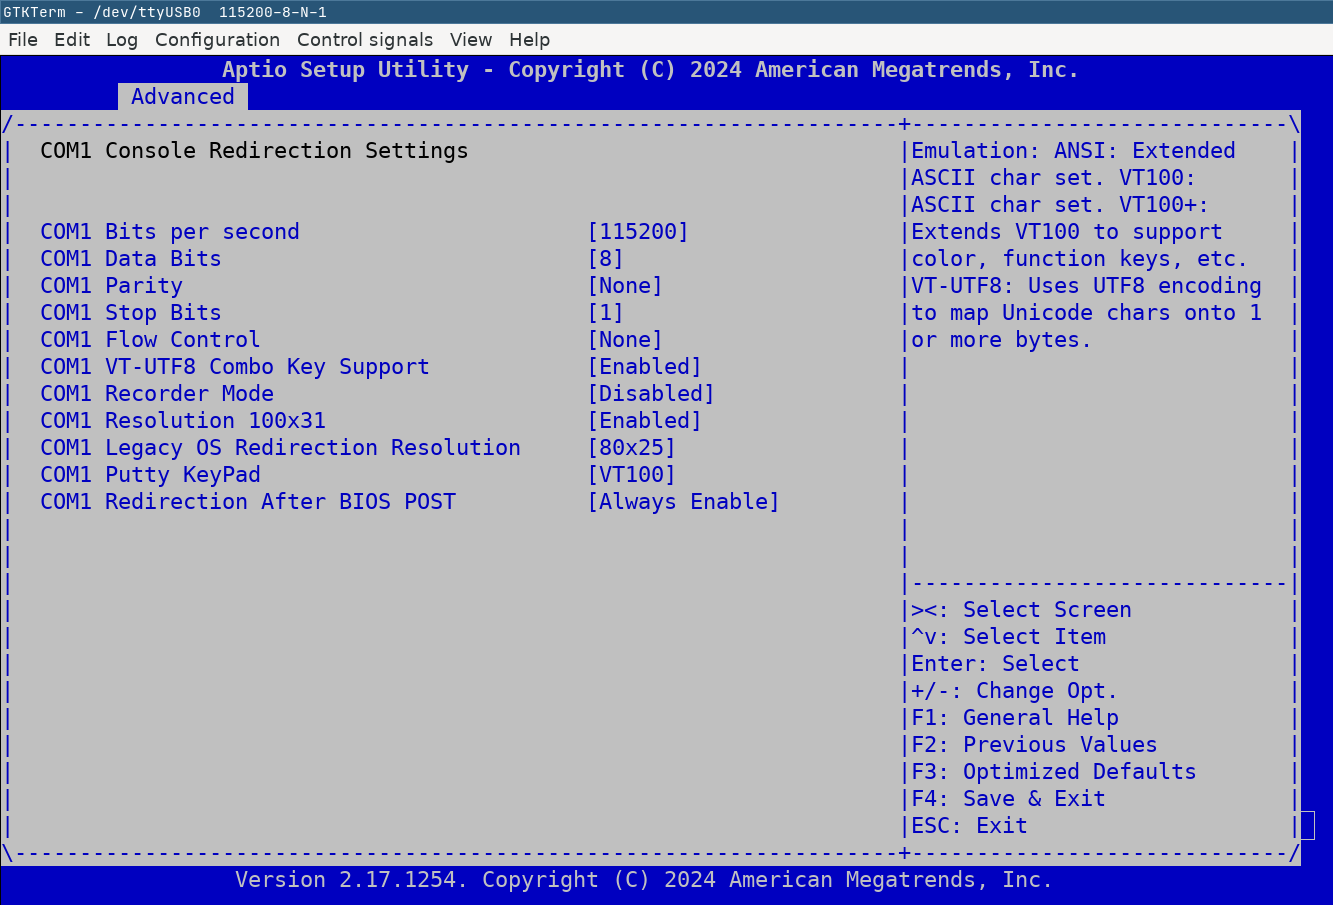 GTKTerm - /dev/ttyUSB0  115200-8-N-1
File  Edit  Log  Configuration  Control signals  View  Help
                 Aptio Setup Utility - Copyright (C) 2024 American Megatrends, Inc.
         Advanced
/--------------------------------------------------------------------+-----------------------------\
|  COM1 Console Redirection Settings                                 |Emulation: ANSI: Extended    |
|                                                                    |ASCII char set. VT100:       |
|                                                                    |ASCII char set. VT100+:      |
|  COM1 Bits per second                      [115200]                |Extends VT100 to support     |
|  COM1 Data Bits                            [8]                     |color, function keys, etc.   |
|  COM1 Parity                               [None]                  |VT-UTF8: Uses UTF8 encoding  |
|  COM1 Stop Bits                            [1]                     |to map Unicode chars onto 1  |
|  COM1 Flow Control                         [None]                  |or more bytes.               |
|  COM1 VT-UTF8 Combo Key Support            [Enabled]               |                             |
|  COM1 Recorder Mode                        [Disabled]              |                             |
|  COM1 Resolution 100x31                    [Enabled]               |                             |
|  COM1 Legacy OS Redirection Resolution     [80x25]                 |                             |
|  COM1 Putty KeyPad                         [VT100]                 |                             |
|  COM1 Redirection After BIOS POST          [Always Enable]         |                             |
|                                                                    |                             |
|                                                                    |                             |
|                                                                    |-----------------------------|
|                                                                    |><: Select Screen            |
|                                                                    |^v: Select Item              |
|                                                                    |Enter: Select                |
|                                                                    |+/-: Change Opt.             |
|                                                                    |F1: General Help             |
|                                                                    |F2: Previous Values          |
|                                                                    |F3: Optimized Defaults       |
|                                                                    |F4: Save & Exit              |
|                                                                    |ESC: Exit                    |
\--------------------------------------------------------------------+-----------------------------/
                  Version 2.17.1254. Copyright (C) 2024 American Megatrends, Inc.